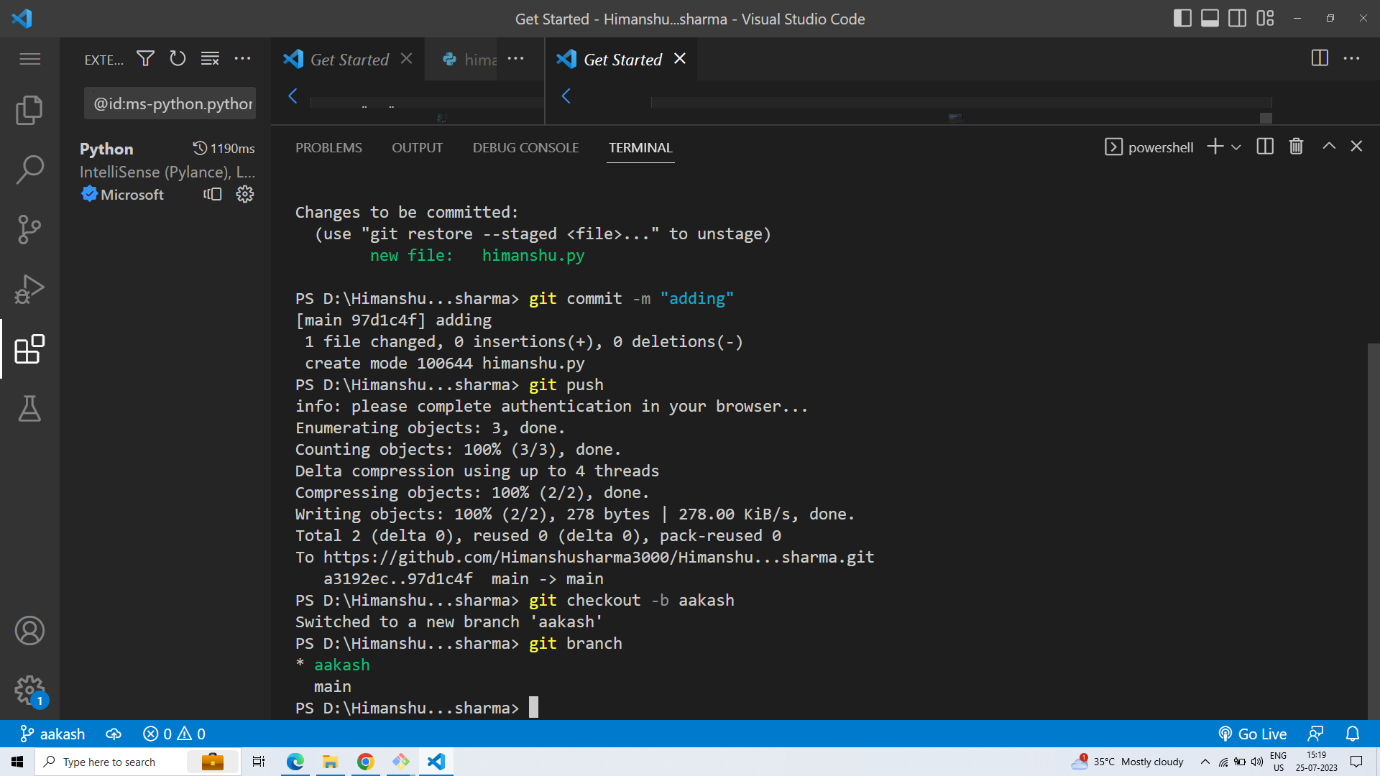 Get Started - Himanshu...sharma - Visual Studio Code
EXTE...
Get Started
hima
Get Started
@id:ms-python.python
Python 1190ms
IntelliSense (Pylance), L...
Microsoft
PROBLEMS OUTPUT DEBUG CONSOLE TERMINAL
powershell
Changes to be committed:
(use "git restore --staged <file>..." to unstage)
new file: himanshu.py
PS D:\Himanshu...sharma> git commit -m "adding"
[main 97d1c4f] adding
1 file changed, 0 insertions(+), 0 deletions(-)
create mode 100644 himanshu.py
PS D:\Himanshu...sharma> git push
info: please complete authentication in your browser...
Enumerating objects: 3, done.
Counting objects: 100% (3/3), done.
Delta compression using up to 4 threads
Compressing objects: 100% (2/2), done.
Writing objects: 100% (2/2), 278 bytes | 278.00 KiB/s, done.
Total 2 (delta 0), reused 0 (delta 0), pack-reused 0
To https://github.com/Himanshusharma3000/Himanshu...sharma.git
a3192ec..97d1c4f main -> main
PS D:\Himanshu...sharma> git checkout -b aakash
Switched to a new branch 'aakash'
PS D:\Himanshu...sharma> git branch
* aakash
main
PS D:\Himanshu...sharma>
1
aakash 0 0 Go Live
Type here to search
1 35°C Mostly cloudy
ENG
US
15:19
25-07-2023